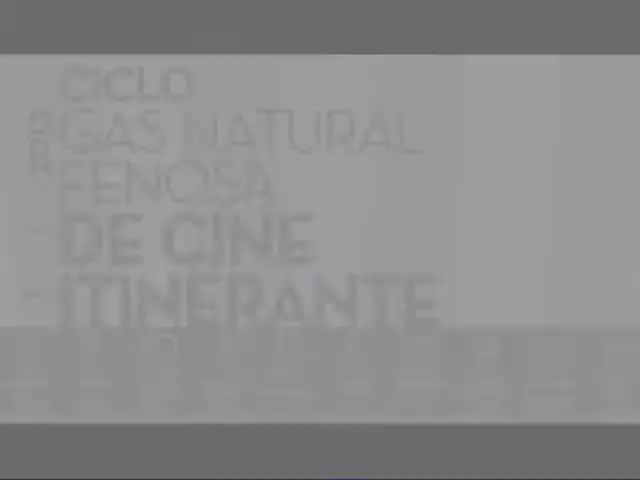 CICLO
GAS NATURAL
FENOSA
DE CINE
ITINERANTE